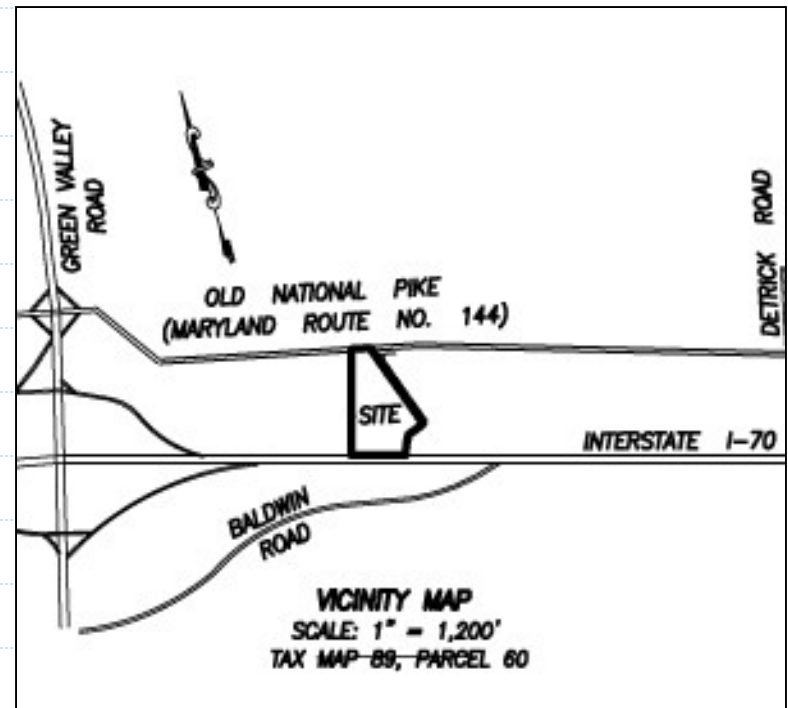 GREEN VALLEY
ROAD
DETRICK ROAD
OLD NATIONAL PIKE
(MARYLAND ROUTE NO. 144)
SITE
INTERSTATE I-70
BALDWIN
ROAD
VICINITY MAP
SCALE: 1" = 1,200'
TAX MAP 89, PARCEL 60